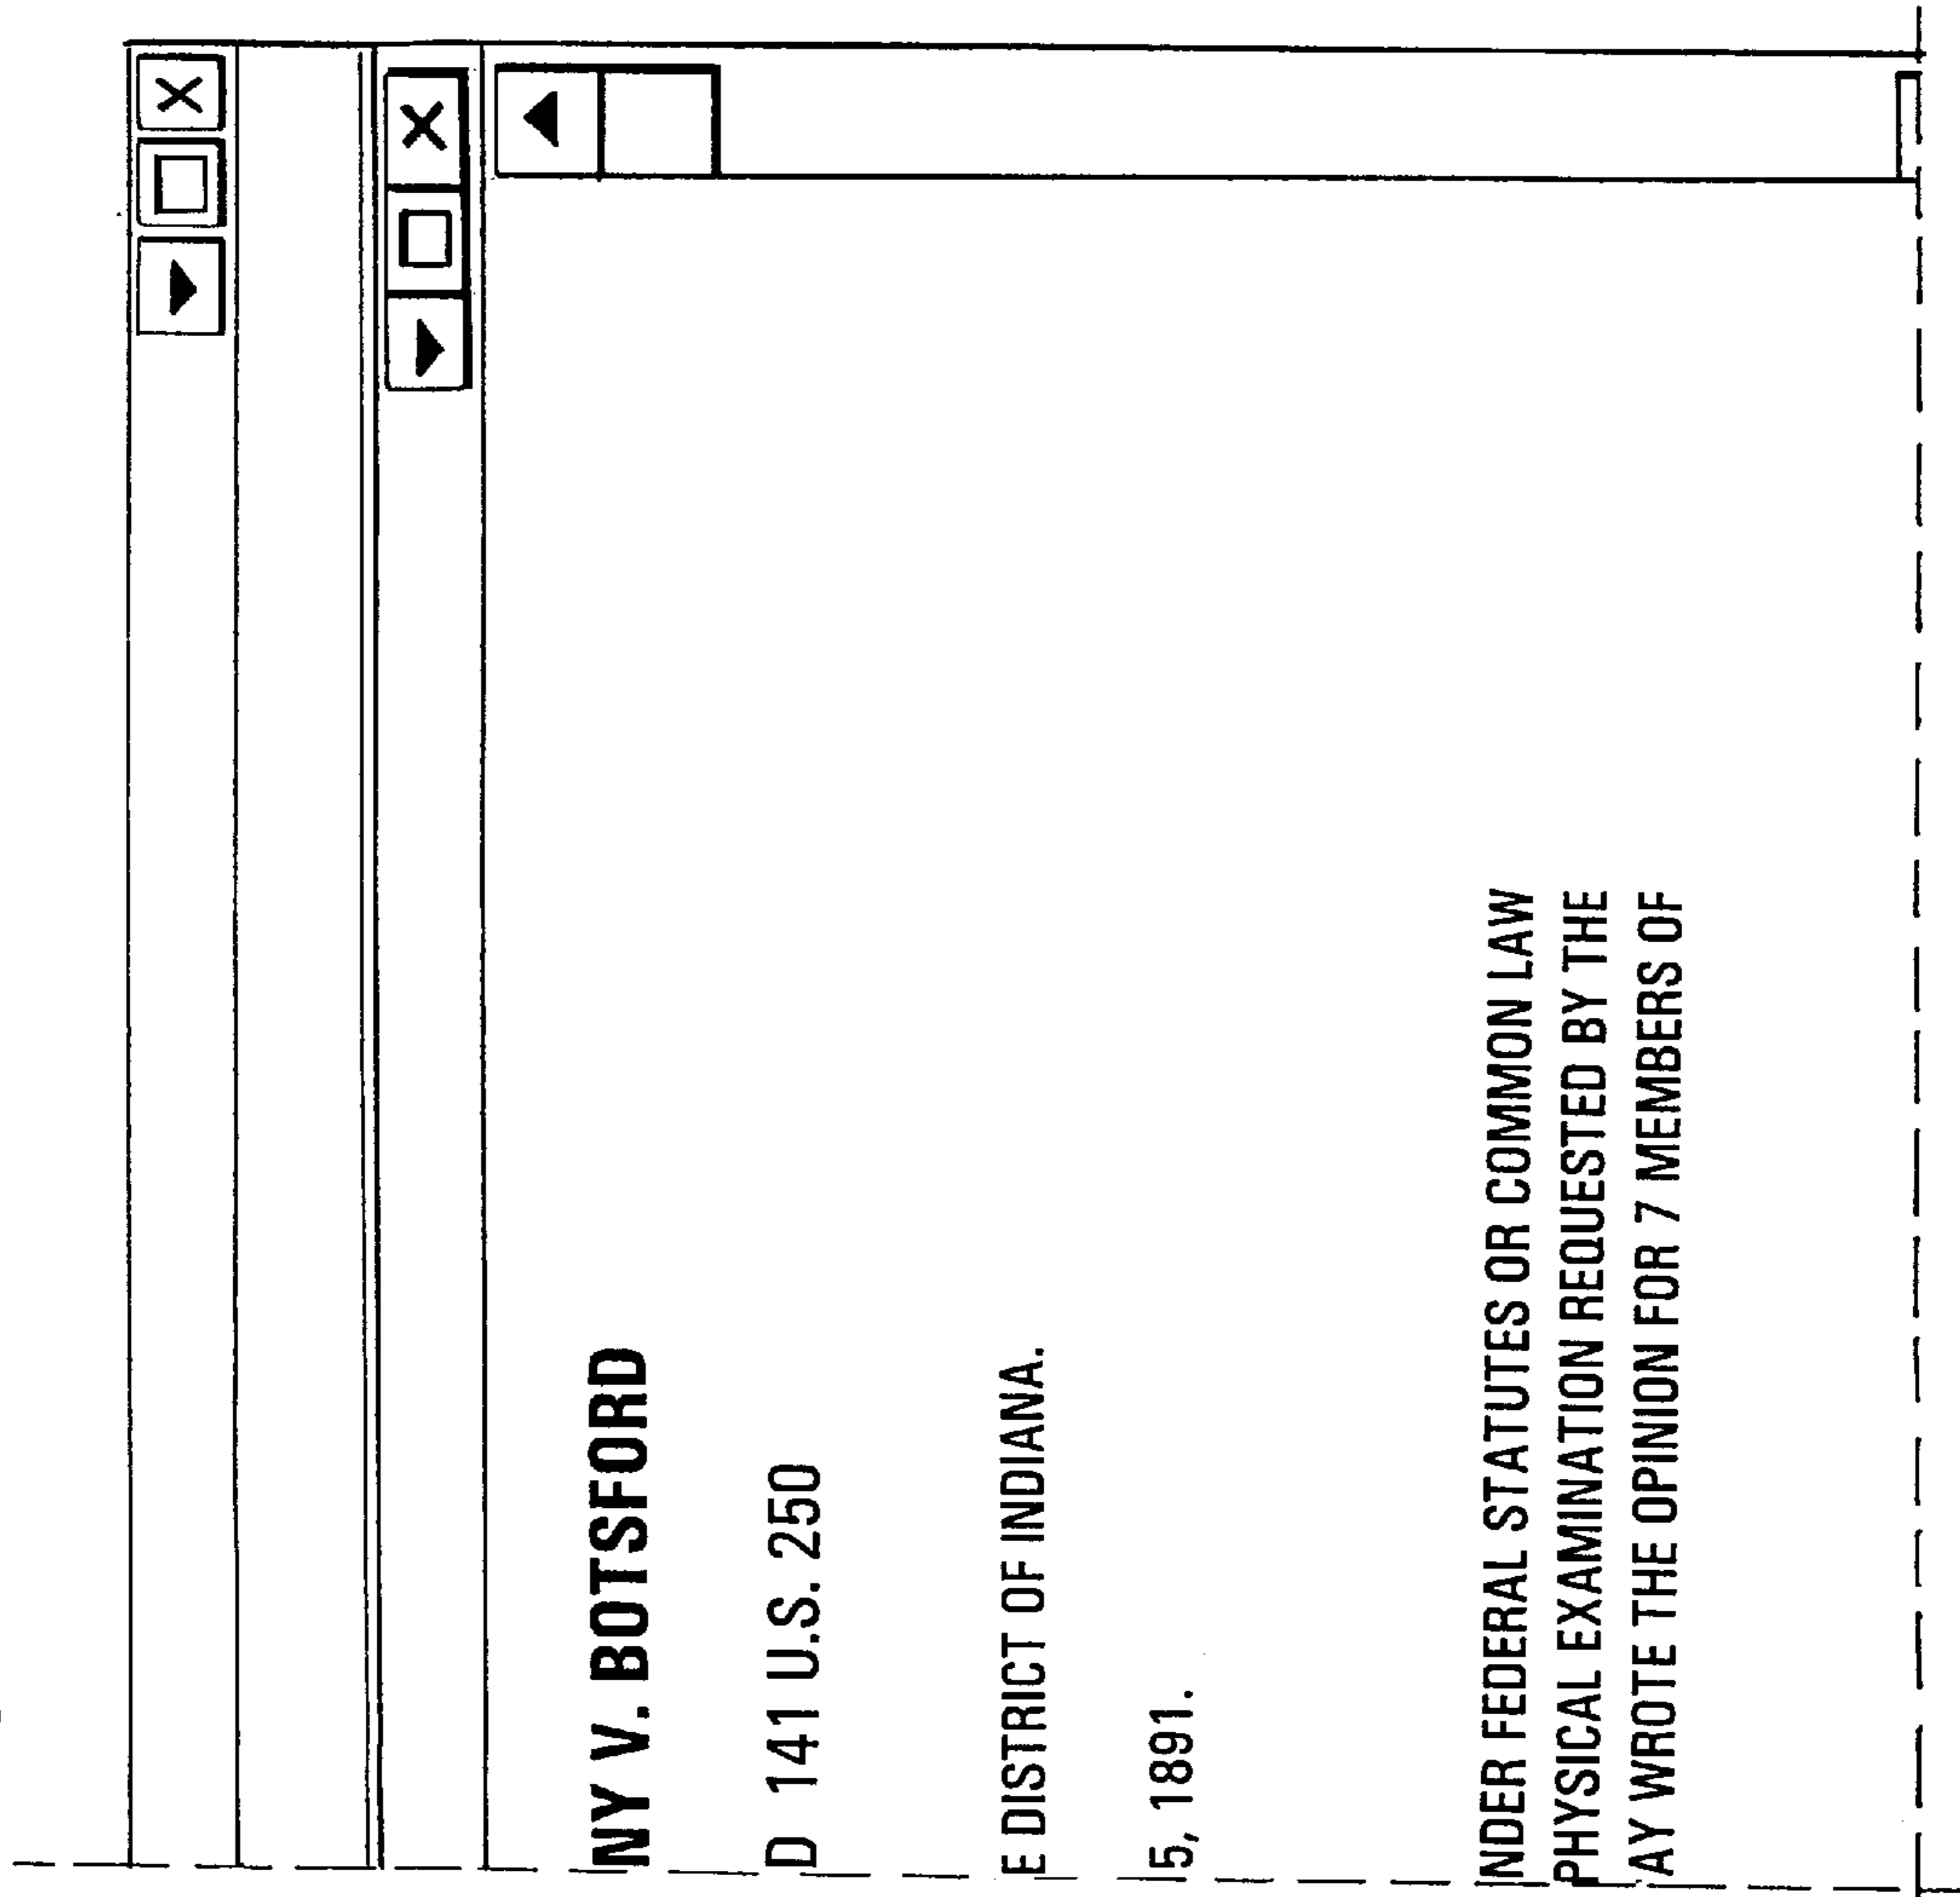 NY V. BOTSFORD
D 141 U.S. 250
E DISTRICT OF INDIANA.
5, 1891.
NDER FEDERAL STATUTES OR COMMON LAW
PHYSICAL EXAMINATION REQUESTED BY THE
AY WROTE THE OPINION FOR 7 MEMBERS OF